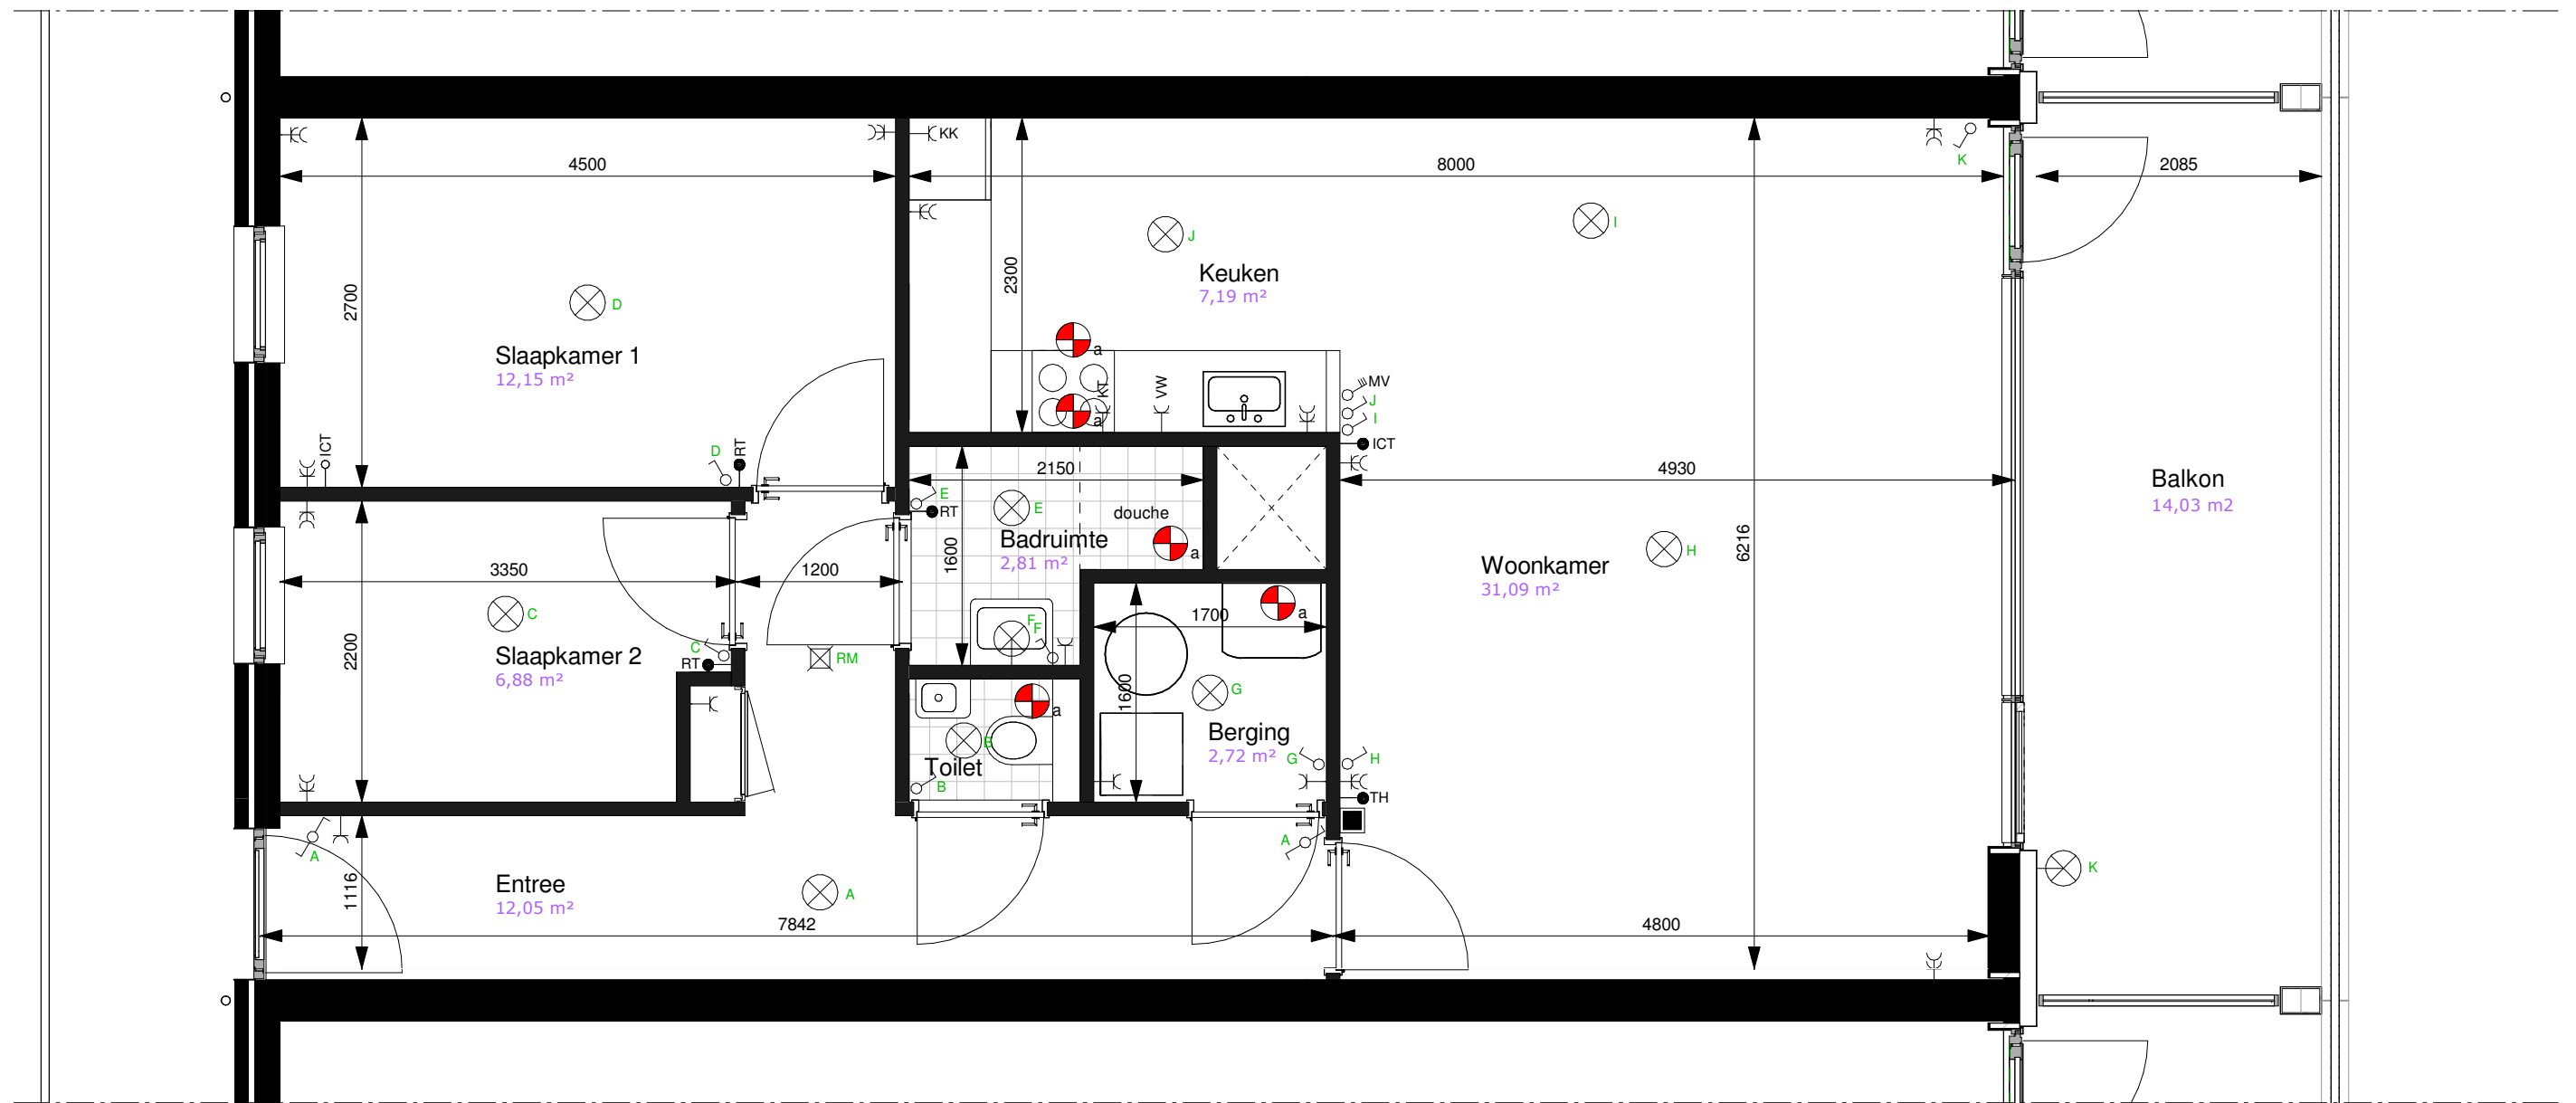 KK
4500
8000
2085
K
J
I
2700
2300
Keuken
7,19 m²
D
Slaapkamer 1
12,15 m²
a
KT
VW
a
MV
J
I
ICT
ICT
D
RT
2150
4930
Balkon
14,03 m2
E
RT
E
douche
Badruimte
2,81 m²
a
1600
6216
H
Woonkamer
31,09 m²
3350
1200
C
2200
Slaapkamer 2
6,88 m²
C
RT
RM
F
F
1700
a
1600
G
a
B
Toilet
B
Berging
2,72 m²
G
H
TH
A
A
1116
Entree
12,05 m²
A
K
7842
4800